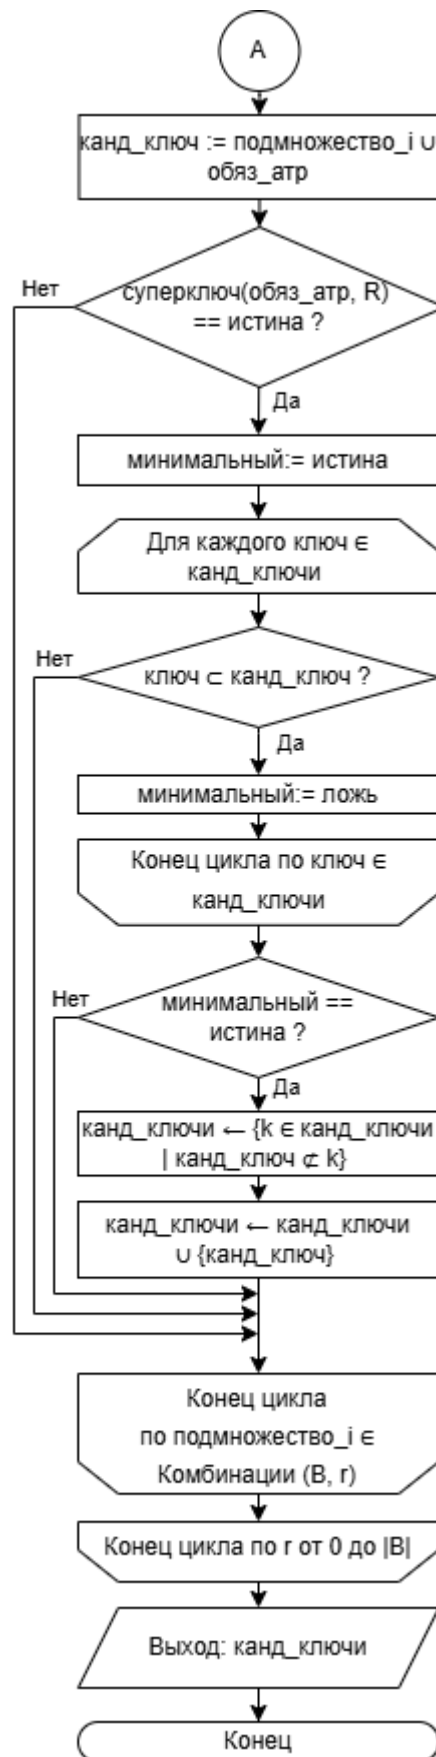 А
канд_ключ := подмножество_i ∪
обяз_атр
Нет
суперключ(обяз_атр, R)
== истина ?
Да
минимальный:= истина
Для каждого ключ ∈
канд_ключи
Нет
ключ ⊂ канд_ключ ?
Да
минимальный:= ложь
Конец цикла по ключ ∈
канд_ключи
Нет
минимальный ==
истина ?
Да
канд_ключи ← {k ∈ канд_ключи
| канд_ключ ⊄ k}
канд_ключи ← канд_ключи
∪ {канд_ключ}
Конец цикла
по подмножество_i ∈
Комбинации (B, r)
Конец цикла по r от 0 до |B|
Выход: канд_ключи
Конец